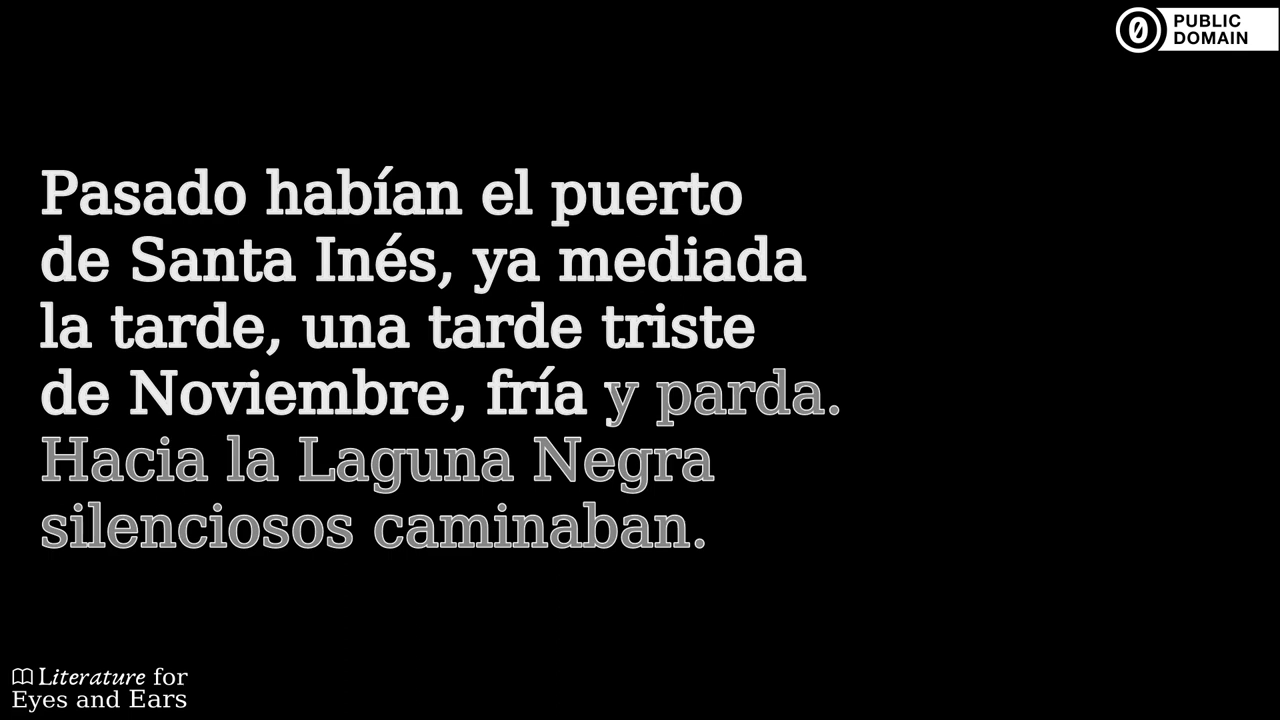 PUBLIC
DOMAIN
Pasado habían el puerto
de Santa Inés, ya mediada
la tarde, una tarde triste
de Noviembre, fría y parda.
Hacia la Laguna Negra
silenciosos caminaban.
Literature for
Eyes and Ears